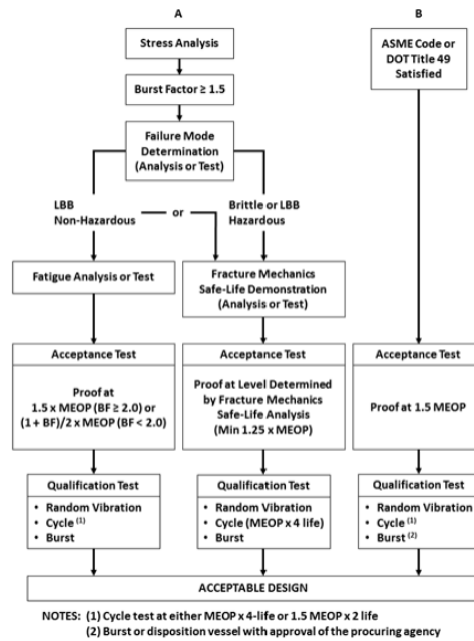 A
B
Stress Analysis
ASME Code or
DOT Title 49
Satisfied
Burst Factor ≥ 1.5
Failure Mode
Determination
(Analysis or Test)
LBB
Non-Hazardous
or
Brittle or LBB
Hazardous
Fatigue Analysis or Test
Fracture Mechanics
Safe-Life Demonstration
(Analysis or Test)
Acceptance Test
Proof at
1.5 x MEOP (BF ≥ 2.0) or
(1 + BF)/2 x MEOP (BF < 2.0)
Acceptance Test
Proof at Level Determined
by Fracture Mechanics
Safe-Life Analysis
(Min 1.25 x MEOP)
Acceptance Test
Proof at 1.5 MEOP
Qualification Test
• Random Vibration
• Cycle (1)
• Burst
Qualification Test
• Random Vibration
• Cycle (MEOP x 4 life)
• Burst
Qualification Test
• Random Vibration
• Cycle (1)
• Burst (2)
ACCEPTABLE DESIGN
NOTES: (1) Cycle test at either MEOP x 4-life or 1.5 MEOP x 2 life
(2) Burst or disposition vessel with approval of the procuring agency